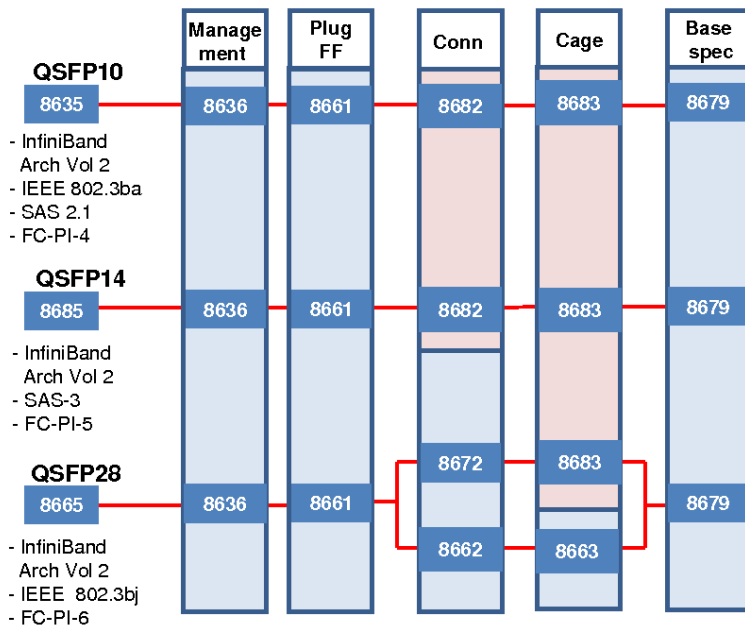 Manage
ment
Plug
FF
Conn
Cage
Base
spec
QSFP10
8635
8636
8661
8682
8683
8679
- InfiniBand
Arch Vol 2
- IEEE 802.3ba
- SAS 2.1
- FC-PI-4
QSFP14
8685
8636
8661
8682
8683
8679
- InfiniBand
Arch Vol 2
- SAS-3
- FC-PI-5
QSFP28
8665
8636
8661
8672
8683
8662
8663
8679
- InfiniBand
Arch Vol 2
- IEEE 802.3bj
- FC-PI-6